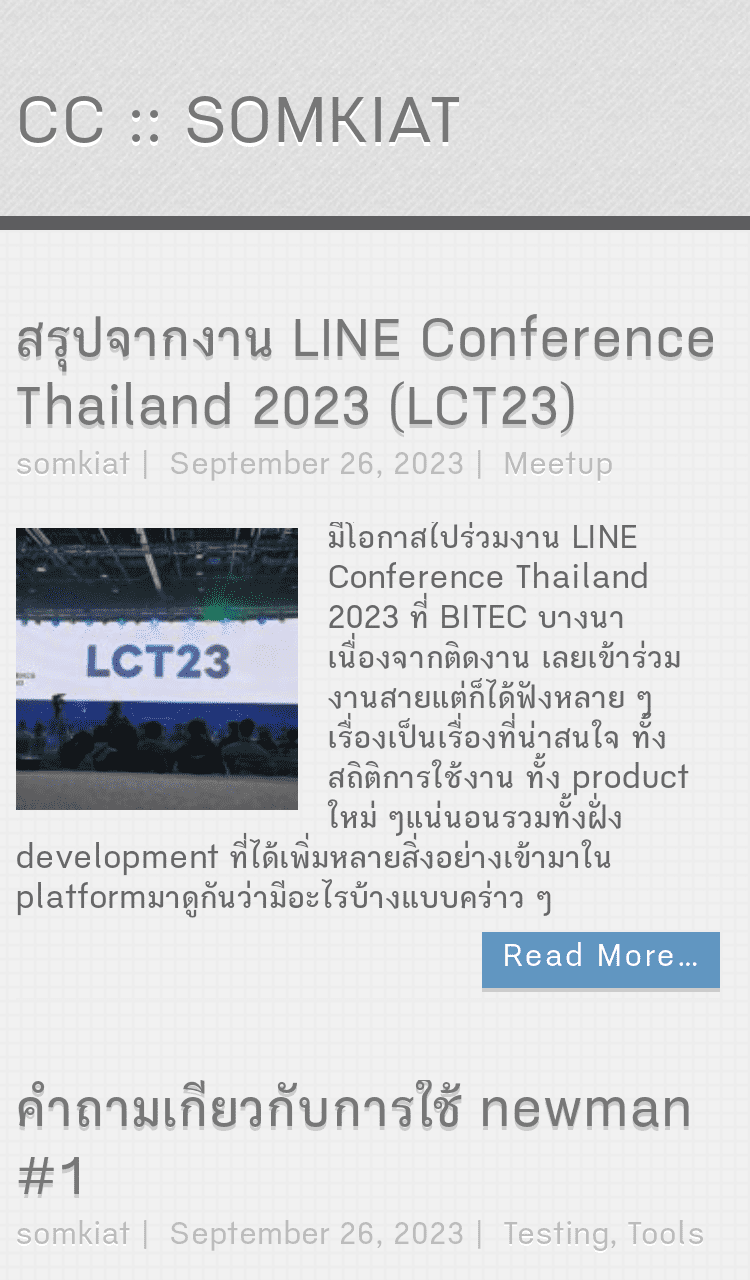 CC :: SOMKIAT
สรุปจากงาน LINE Conference
Thailand 2023 (LCT23)
somkiat | September 26, 2023 | Meetup
LCT23
มีโอกาสไปร่วมงาน LINE
Conference Thailand
2023 ที่ BITEC บางนา
เนื่องจากติดงาน เลยเข้าร่วม
งานสายแต่ก็ได้ฟังหลาย ๆ
เรื่องเป็นเรื่องที่น่าสนใจ ทั้ง
สถิติการใช้งาน ทั้ง product
ใหม่ ๆแน่นอนรวมทั้งฝั่ง
development ที่ได้เพิ่มหลายสิ่งอย่างเข้ามาใน
platformมาดูกันว่ามีอะไรบ้างแบบคร่าว ๆ
Read More…
คำถามเกี่ยวกับการใช้ newman
#1
somkiat | September 26, 2023 | Testing, Tools